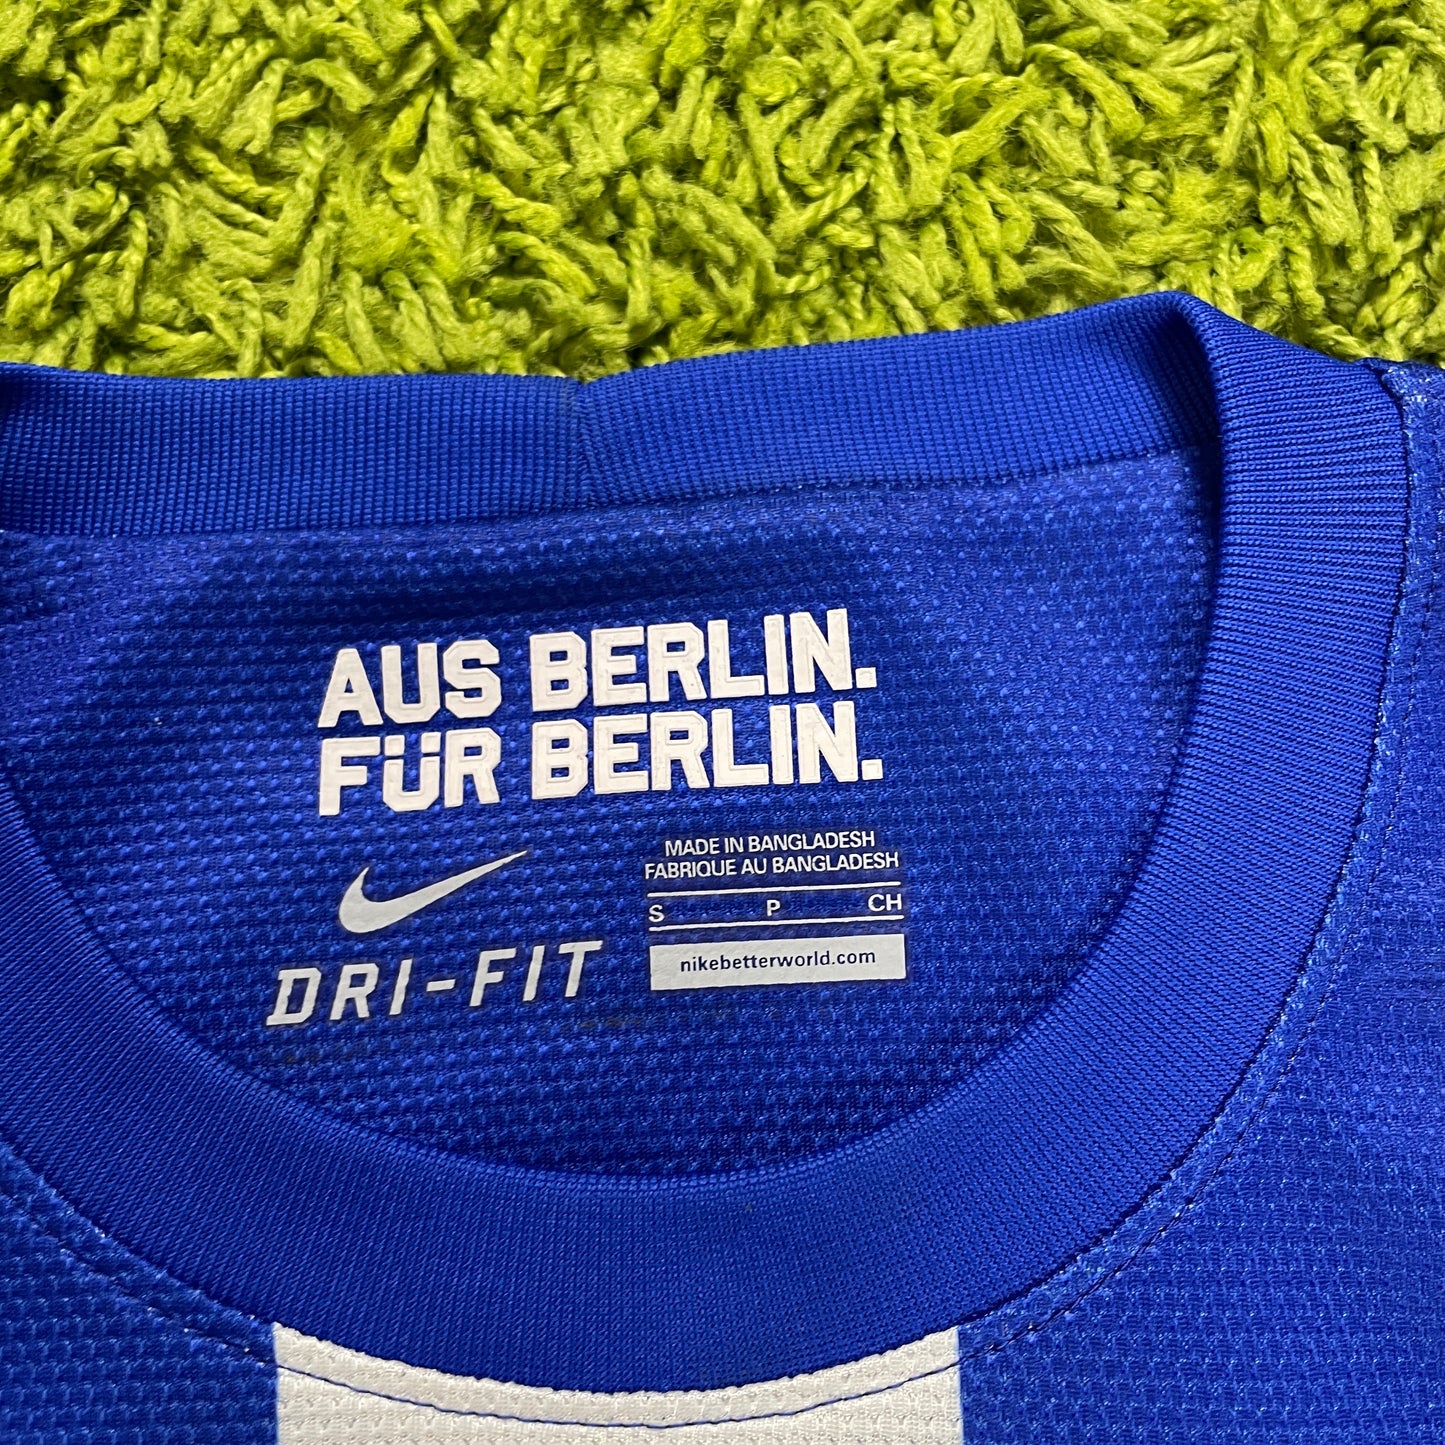 AUS BERLIN.
FÜR BERLIN.
DRI-FIT
MADE IN BANGLADESH
FABRIQUE AU BANGLADESH
S P CH
nikebetterworld.com